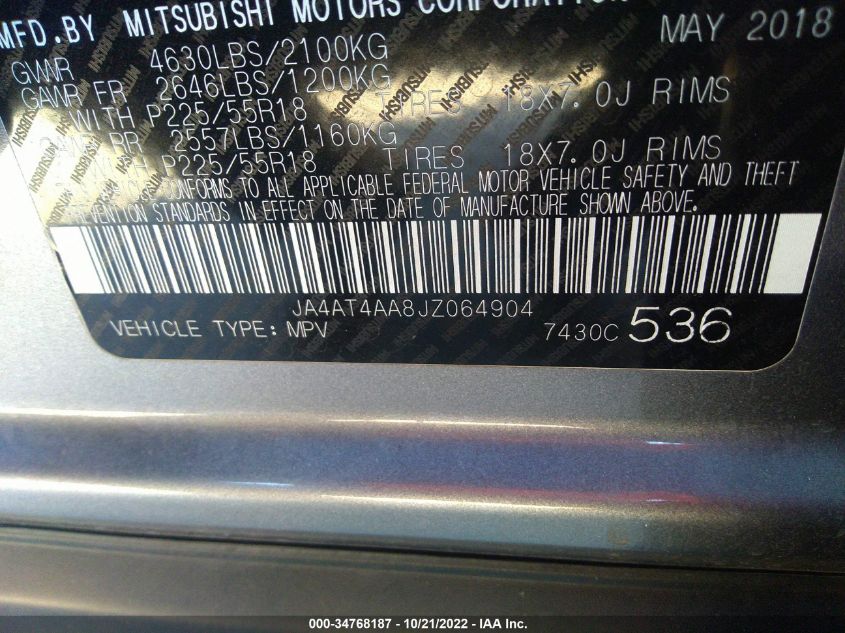 MFD. BY MITSUBISHI MOTORS CORPORATION
MAY 2018
GVWR 4630LBS/2100KG
GAWR FR 2646LBS/1200KG
WITH P225/55R18 TIRES 18X7.0J RIMS
RR 2557LBS/1160KG
P225/55R18 TIRES 18X7.0J RIMS
VEHICLE CONFORMS TO ALL APPLICABLE FEDERAL MOTOR VEHICLE SAFETY AND THEFT
PREVENTION STANDARDS IN EFFECT ON THE DATE OF MANUFACTURE SHOWN ABOVE.
JA4AT4AA8JZ064904
VEHICLE TYPE: MPV 7430C 536
000-34768187 - 10/21/2022 - IAA Inc.